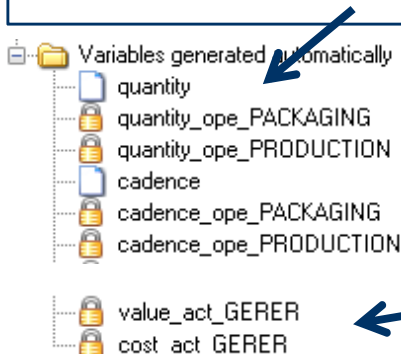 Variables generated automatically
quantity
quantity_ope_PACKAGING
quantity_ope_PRODUCTION
cadence
cadence_ope_PACKAGING
cadence_ope_PRODUCTION
value_act_GERER
cost_act_GERER